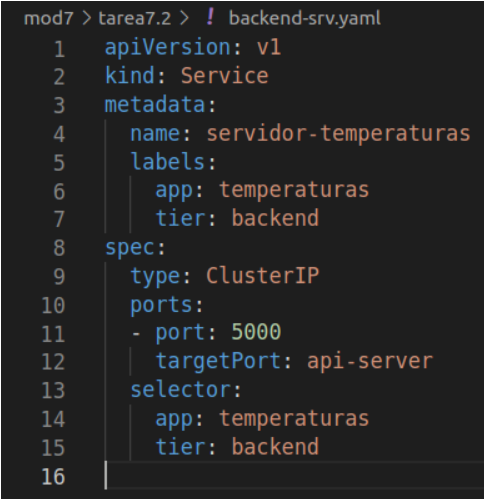 mod7 > tarea7.2 > ! backend-srv.yaml
1 apiVersion: v1
2 kind: Service
3 metadata:
4   name: servidor-temperaturas
5   labels:
6     app: temperaturas
7     tier: backend
8 spec:
9   type: ClusterIP
10   ports:
11   - port: 5000
12     targetPort: api-server
13   selector:
14     app: temperaturas
15     tier: backend
16